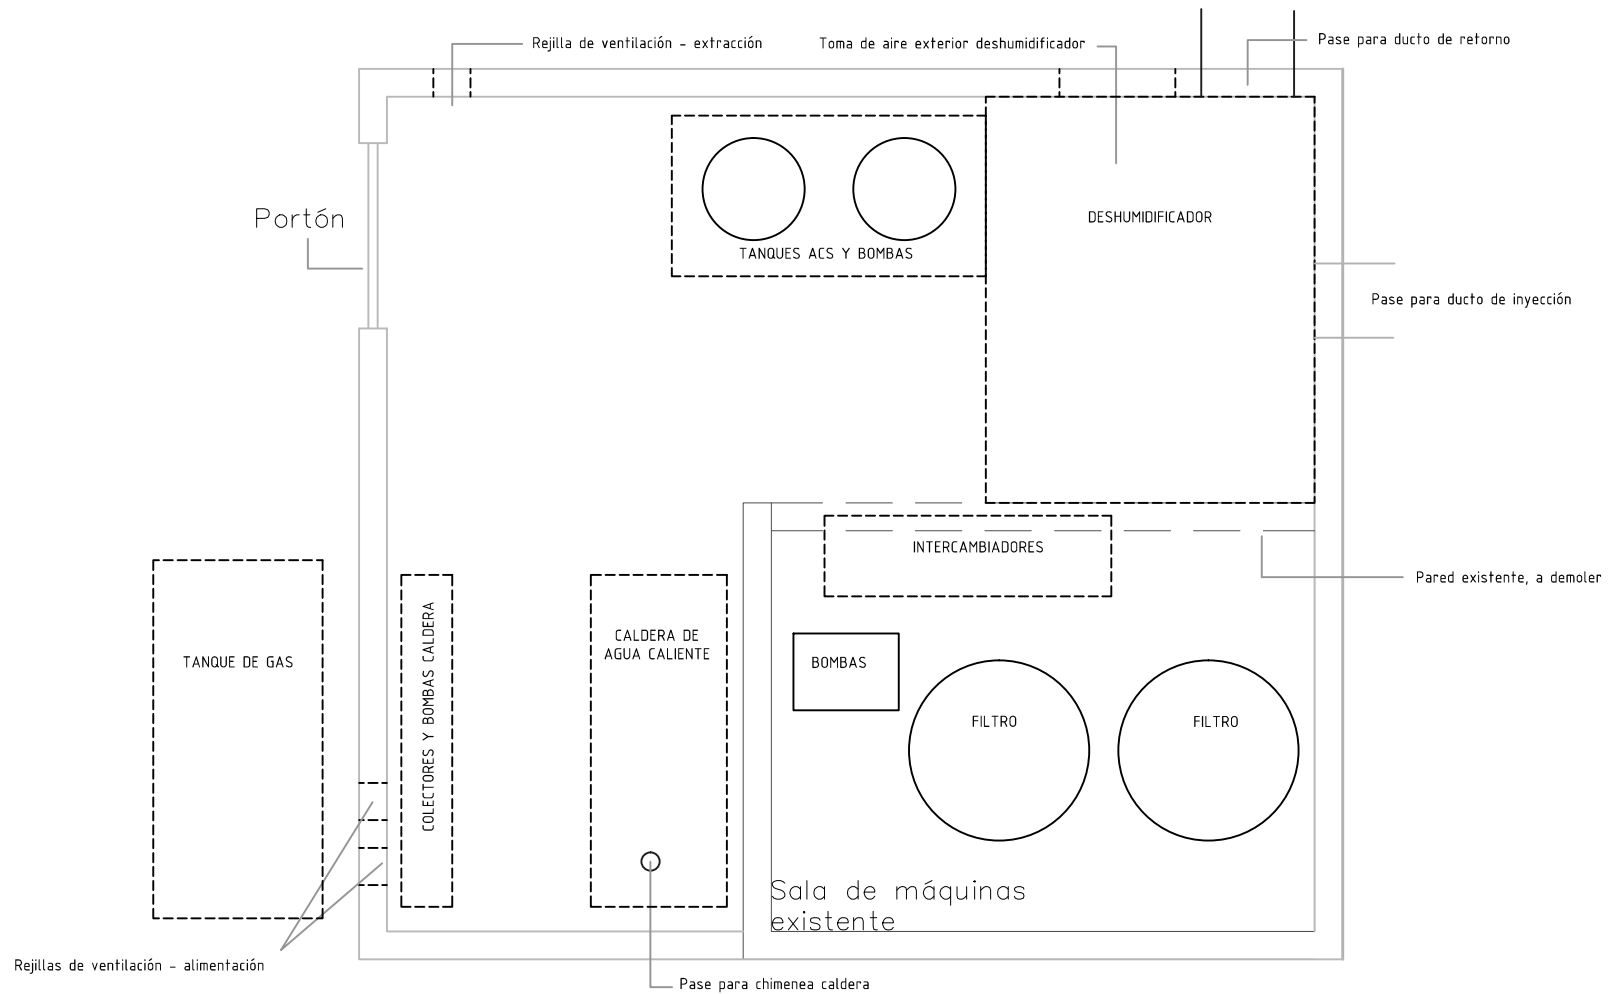 Rejilla de ventilación - extracción
Toma de aire exterior deshumidificador
Pase para ducto de retorno
Portón
DESHUMIDIFICADOR
TANQUES ACS Y BOMBAS
Pase para ducto de inyección
INTERCAMBIADORES
Pared existente, a demoler
TANQUE DE GAS
COLECTORES Y BOMBAS CALDERA
CALDERA DE
AGUA CALIENTE
BOMBAS
FILTRO
FILTRO
Sala de máquinas
existente
Rejillas de ventilación - alimentación
Pase para chimenea caldera